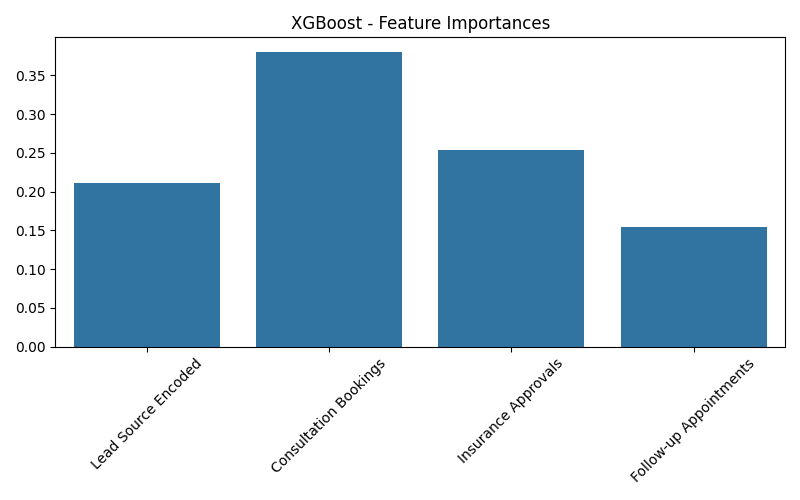 XGBoost - Feature Importances
0.35
0.30
0.25
0.20
0.15
0.10
0.05
0.00
Lead Source Encoded
Consultation Bookings
Insurance Approvals
Follow-up Appointments